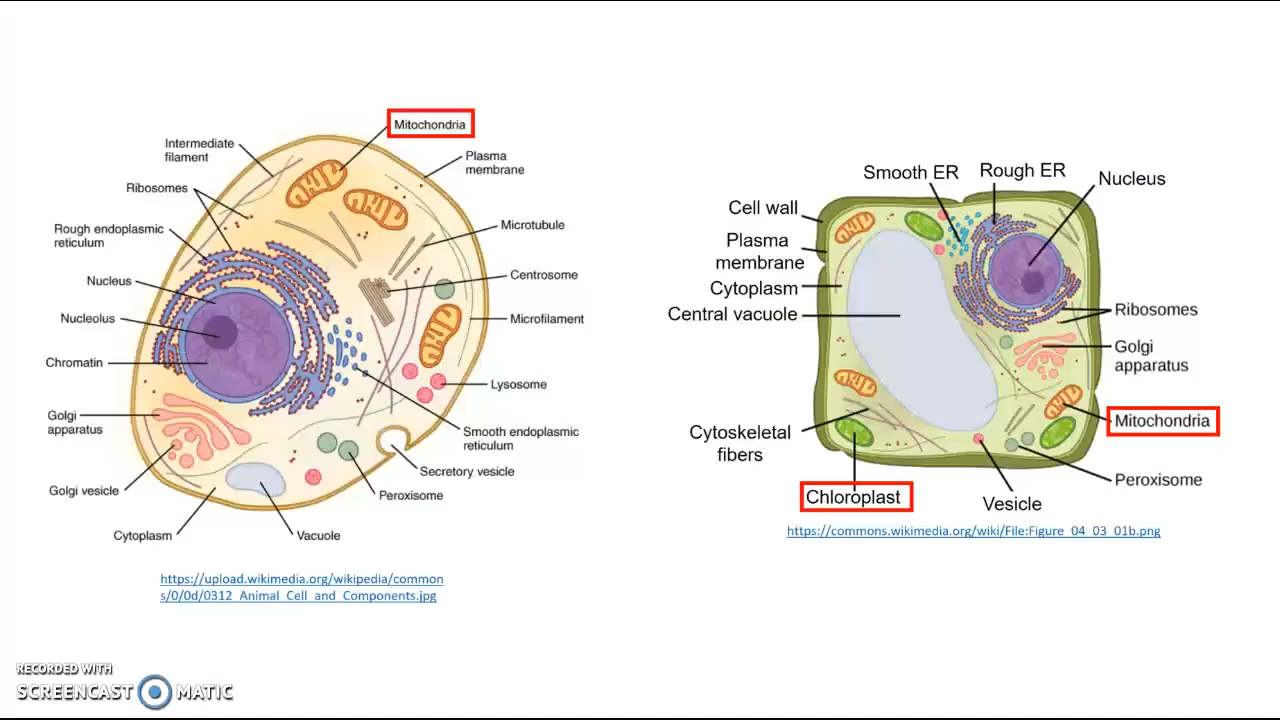 Mitochondria
Intermediate
filament
Plasma
membrane
Ribosomes
Rough endoplasmic
reticulum
Microtubule
Nucleus
Centrosome
Nucleolus
Microfilament
Chromatin
Lysosome
Golgi
apparatus
Smooth endoplasmic
reticulum
Secretory vesicle
Golgi vesicle
Peroxisome
Cytoplasm
Vacuole
https://upload.wikimedia.org/wikipedia/common
s/0/0d/0312_Animal_Cell_and_Components.jpg
Smooth ER
Rough ER
Nucleus
Cell wall
Plasma
membrane
Cytoplasm
Central vacuole
Ribosomes
Golgi
apparatus
Mitochondria
Cytoskeletal
fibers
Peroxisome
Chloroplast
Vesicle
https://commons.wikimedia.org/wiki/File:Figure_04_03_01b.png
RECORDED WITH
SCREENCAST MATIC